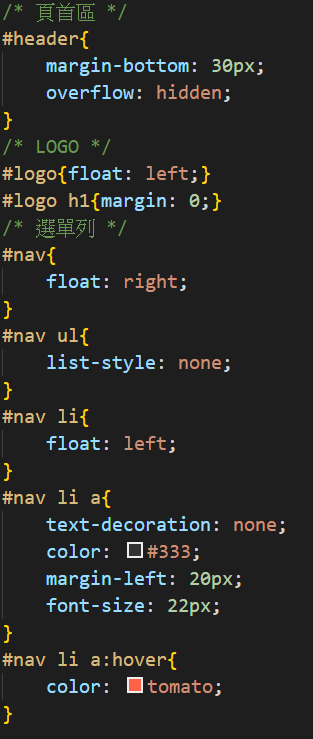 /* 頁首區 */
#header{
    margin-bottom: 30px;
    overflow: hidden;
}
/* LOGO */
#logo{float: left;}
#logo h1{margin: 0;}
/* 選單列 */
#nav{
    float: right;
}
#nav ul{
    list-style: none;
}
#nav li{
    float: left;
}
#nav li a{
    text-decoration: none;
    color: #333;
    margin-left: 20px;
    font-size: 22px;
}
#nav li a:hover{
    color: tomato;
}